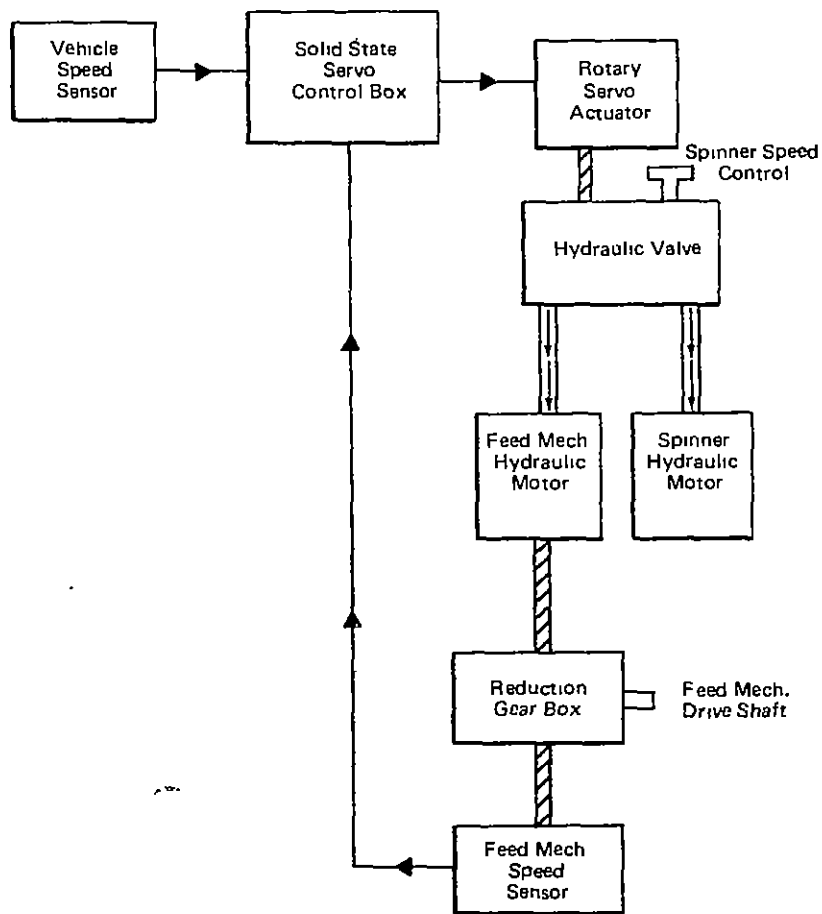 Vehicle
Speed
Sensor
Solid State
Servo
Control Box
Rotary
Servo
Actuator
Spinner Speed
Control
Hydraulic Valve
Feed Mech
Hydraulic
Motor
Spinner
Hydraulic
Motor
Reduction
Gear Box
Feed Mech.
Drive Shaft
Feed Mech
Speed
Sensor